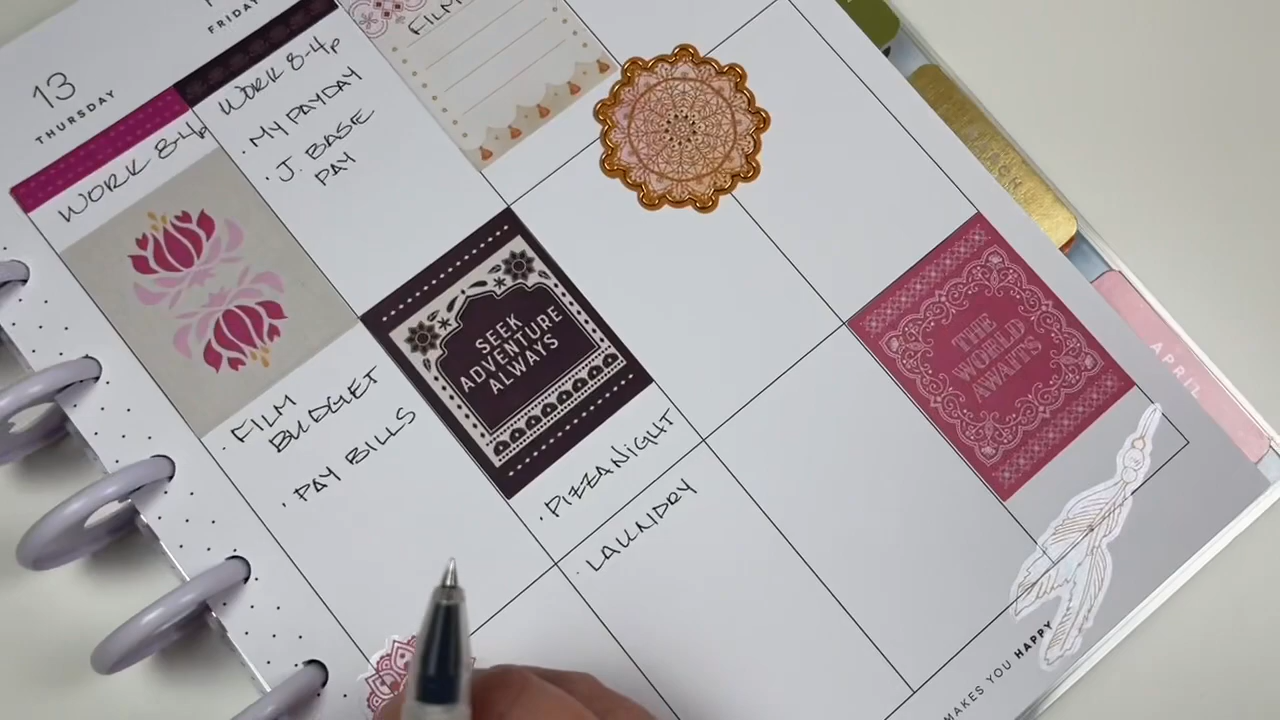 13
THURSDAY
WORK 8-4p
· FILM
BUDGET
· PAY BILLS
FRIDAY
WORK 8-4p
· MY PAYDAY
· J. BASE
PAY
SEEK
ADVENTURE
ALWAYS
· PIZZA NIGHT
FILM
· LAUNDRY
THE
WORLD
AWAITS
MAKES YOU HAPPY
APRIL